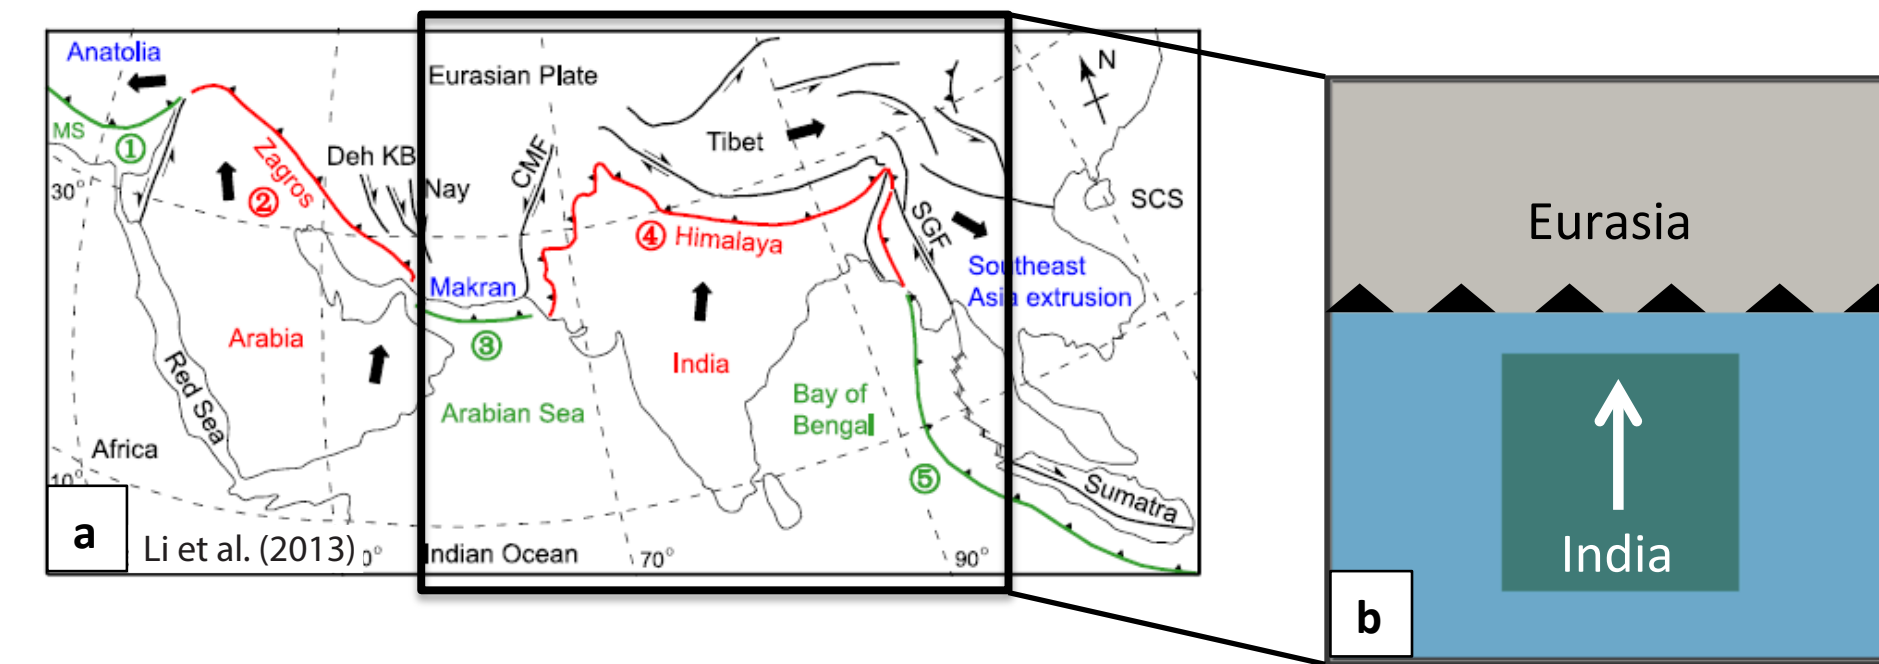 Anatolia
Eurasian Plate
N
MS
①
Deh KB
Nay
CMF
Tibet
Zagros
30°
②
SCS
④ Himalaya
SGF
Makran
Southeast
Asia extrusion
Arabia
③
India
Red Sea
Arabian Sea
Bay of
Bengal
Africa
10°
⑤
Sumatra
a
Li et al. (2013)
0°
Indian Ocean
70°
90°
Eurasia
India
b